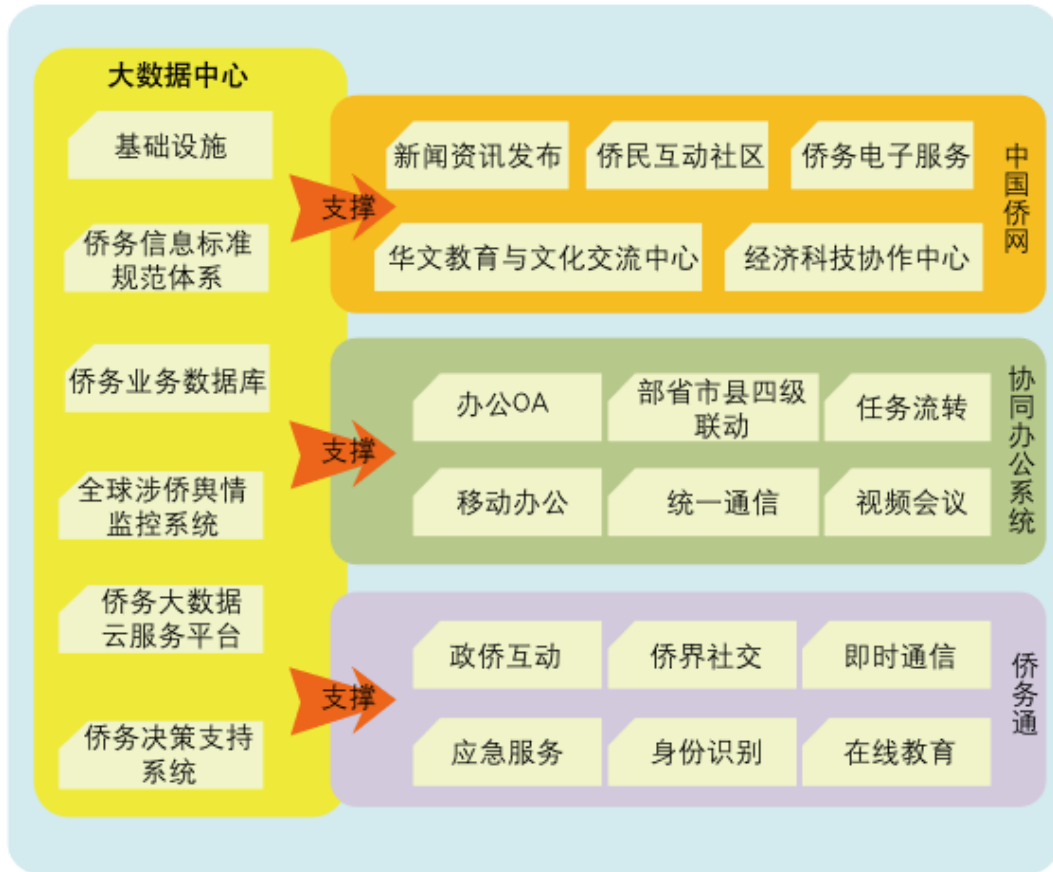 大数据中心
基础设施
侨务信息标准
规范体系
侨务业务数据库
全球涉侨舆情
监控系统
侨务大数据
云服务平台
侨务决策支持
系统
支撑
新闻资讯发布
侨民互动社区
侨务电子服务
华文教育与文化交流中心
经济科技协作中心
中国侨网
支撑
办公OA
部省市县四级
联动
任务流转
移动办公
统一通信
视频会议
协同办公系统
支撑
政侨互动
侨界社交
即时通信
应急服务
身份识别
在线教育
侨务通